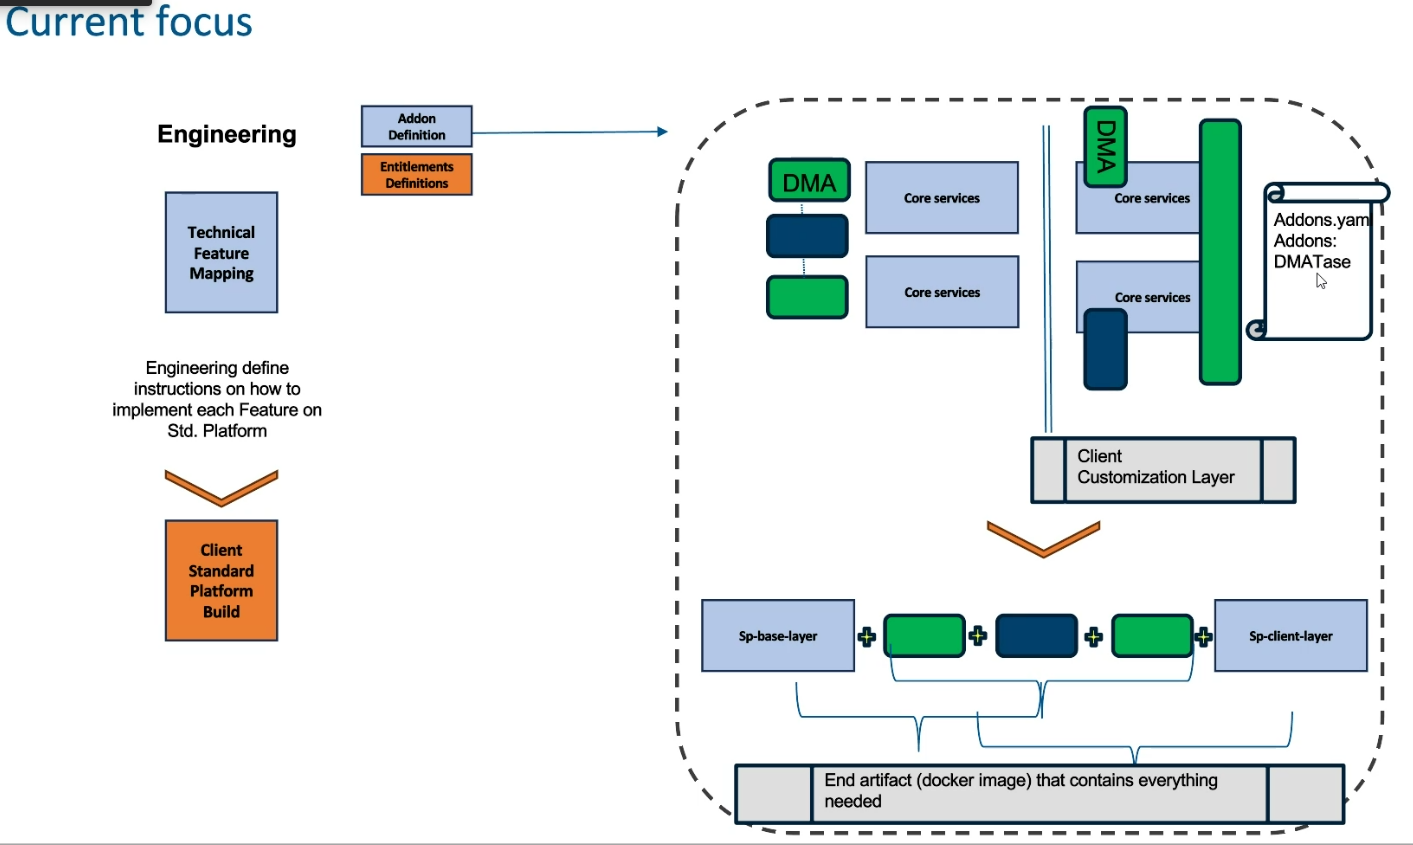 Current focus
Engineering
Addon
Definition
Entitlements
Definitions
Technical
Feature
Mapping
Engineering define
instructions on how to
implement each Feature on
Std. Platform
Client
Standard
Platform
Build
DMA
Core services
Core services
DMA
Core services
Core services
Addons.yam
Addons:
DMATase
Client
Customization Layer
Sp-base-layer
+
+
+
+
Sp-client-layer
End artifact (docker image) that contains everything
needed